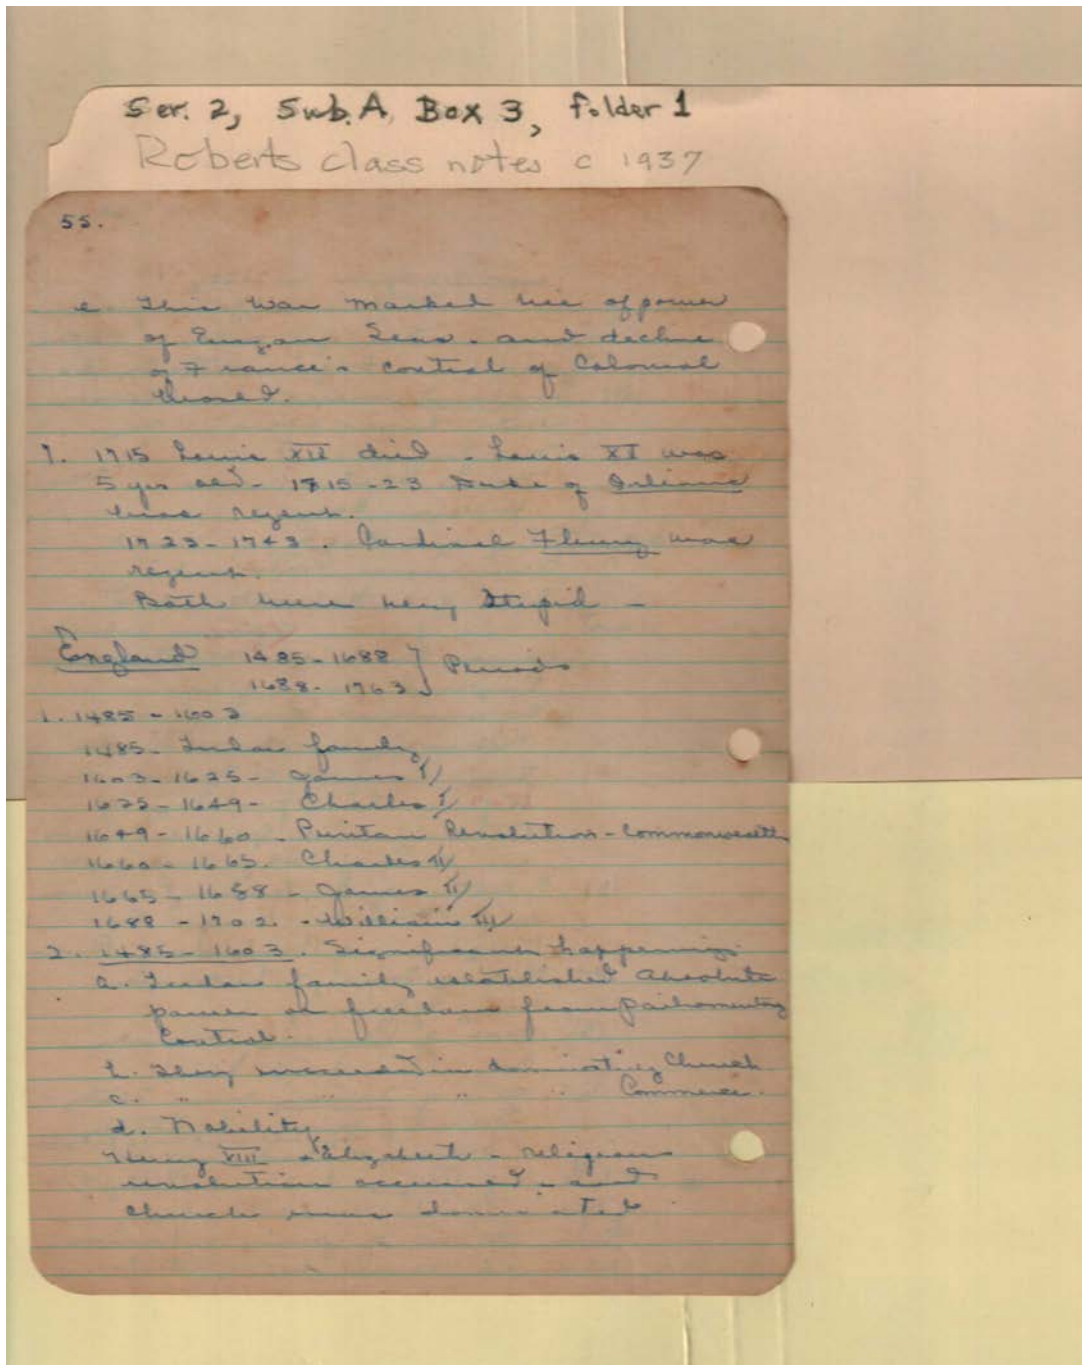 Ser. 2, Sub. A, Box 3, folder 1
Roberts class notes c 1937
55.
e. This War marked rise of power
of on Seas. and decline
of France's control of Colonial
7. 1715 Louis died - Louis XV was
5 yrs old - 1715-23 Duke of Orleans
was regent.
1723-1743. Cardinal Fleury was
regent.
Both were very Stupid -
England 1485-1688 } Periods
1688-1763
1. 1485 - 1603
1485 - Tudor family
1603-1625 - James I
1625-1649 - Charles I
1649-1660 - Puritan Revolution - Commonwealth
1660-1665. Charles II
1665-1688 - James II
1688-1702. - William III
2. 1485-1603. Significant happenings.
a. Tudor family established Absolute
power or freedom from Parliamentary
Control.
b. They succeeded in dominating Church
c. " " " " Commerce.
d. Nobility
Henry VIII + Elizabeth - religious
revolution occurred - and
church was dominated